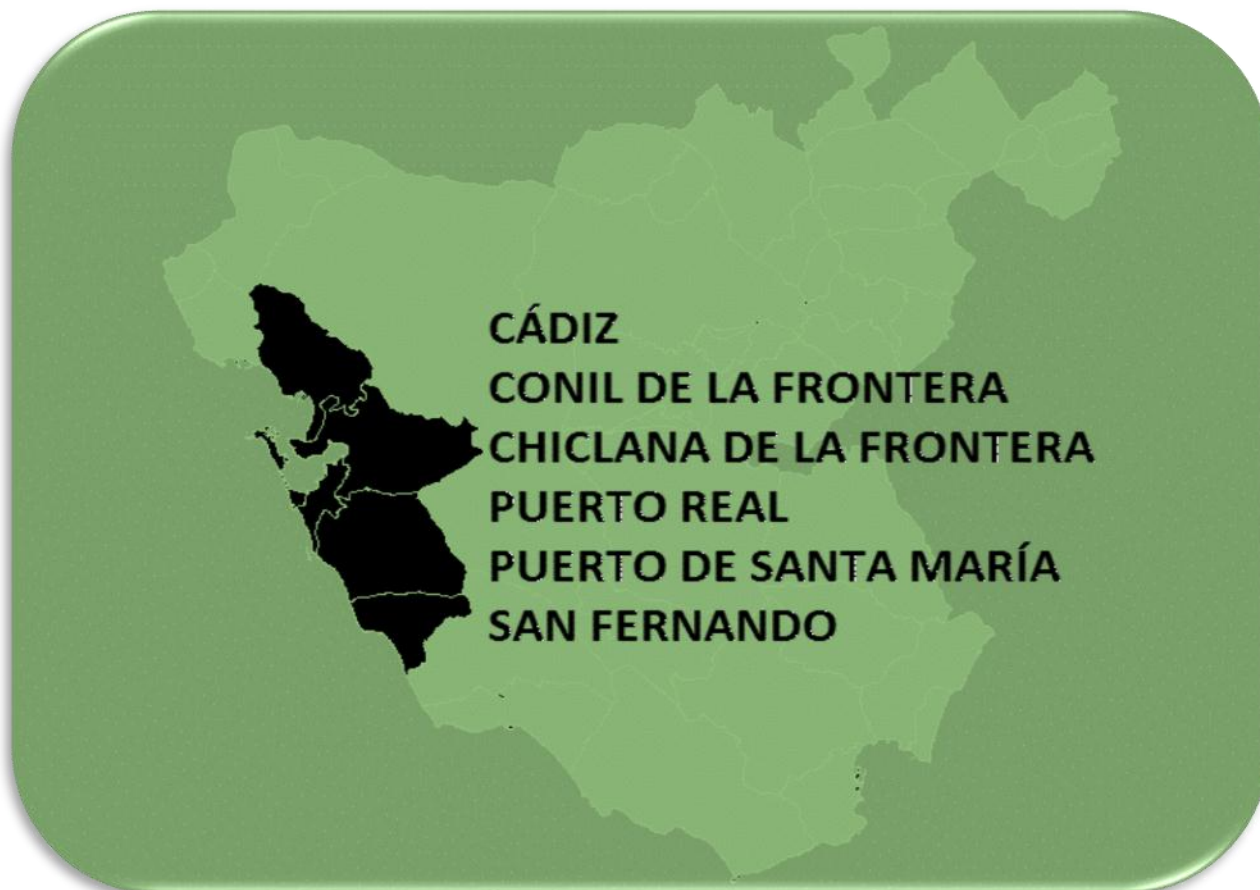 CÁDIZ
CONIL DE LA FRONTERA
CHICLANA DE LA FRONTERA
PUERTO REAL
PUERTO DE SANTA MARÍA
SAN FERNANDO